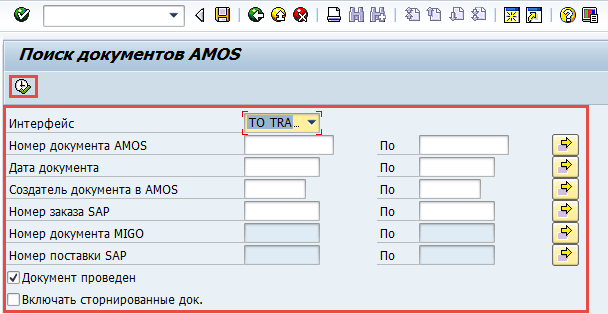 Поиск документов AMOS
Интерфейс TO TRA...
Номер документа AMOS По
Дата документа По
Создатель документа в AMOS По
Номер заказа SAP По
Номер документа MIGO По
Номер поставки SAP По
Документ проведен
Включать сторнированные док.